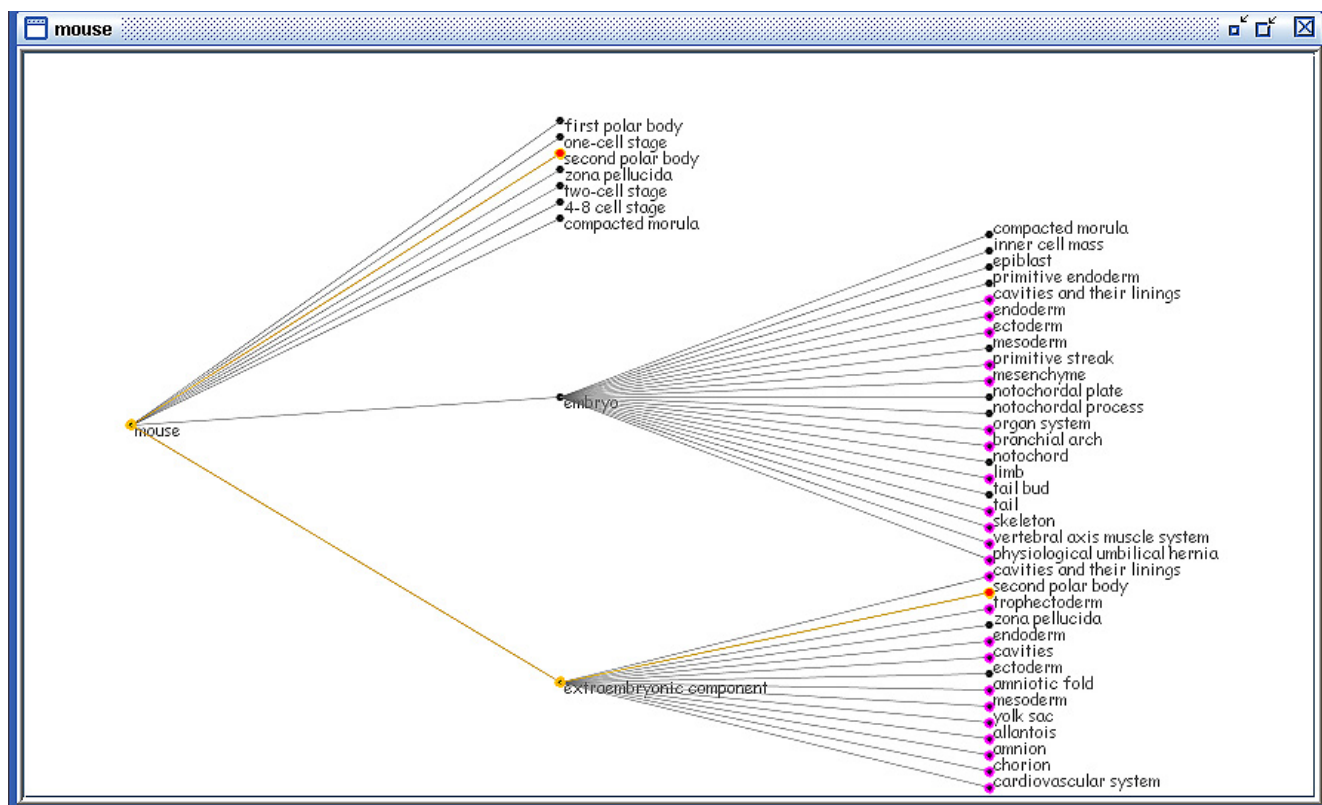 mouse
first polar body
one-cell stage
second polar body
zona pellucida
two-cell stage
4-8 cell stage
compacted morula
mouse
embryo
extraembryonic component
compacted morula
inner cell mass
epiblast
primitive endoderm
cavities and their linings
endoderm
ectoderm
mesoderm
primitive streak
mesenchyme
notochordal plate
notochordal process
organ system
branchial arch
notochord
limb
tail bud
tail
skeleton
vertebral axis muscle system
physiological umbilical hernia
cavities and their linings
second polar body
trophectoderm
zona pellucida
endoderm
cavities
ectoderm
amniotic fold
mesoderm
yolk sac
allantois
amnion
chorion
cardiovascular system